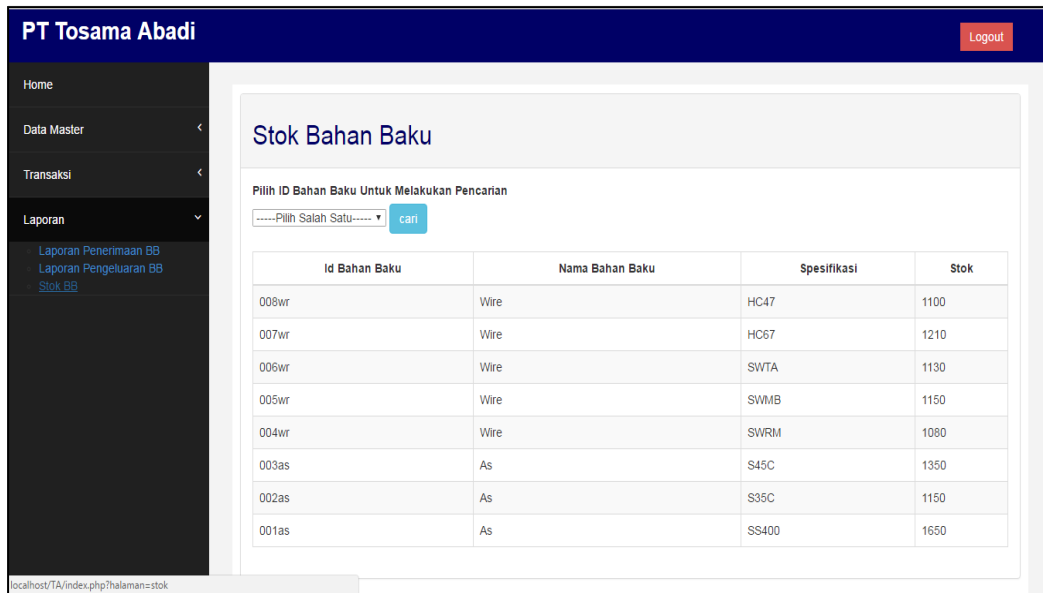 PT Tosama Abadi
Logout
Home
Data Master
Transaksi
Laporan
Laporan Penerimaan BB
Laporan Pengeluaran BB
Stok BB
Stok Bahan Baku
Pilih ID Bahan Baku Untuk Melakukan Pencarian
-----Pilih Salah Satu----- cari
Id Bahan Baku Nama Bahan Baku Spesifikasi Stok
008wr Wire HC47 1100
007wr Wire HC67 1210
006wr Wire SWTA 1130
005wr Wire SWMB 1150
004wr Wire SWRM 1080
003as As S45C 1350
002as As S35C 1150
001as As SS400 1650
localhost/TA/index.php?halaman=stok